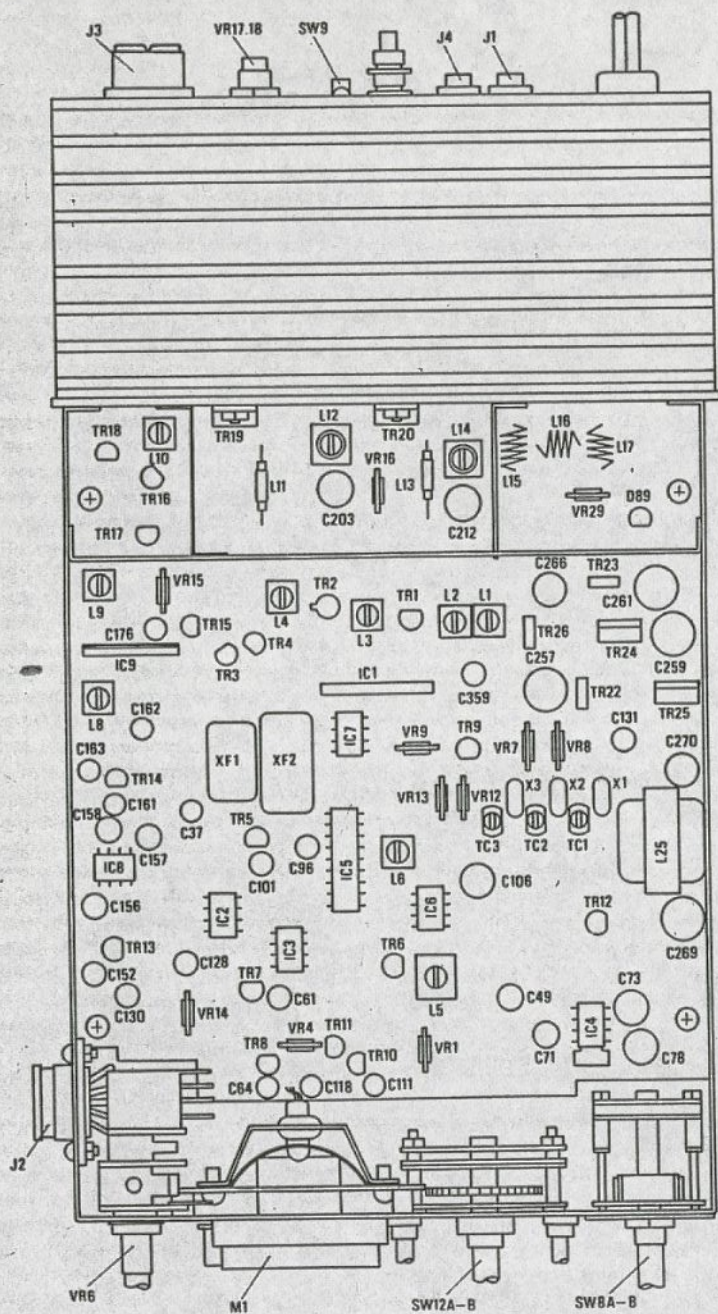 J3
VR17.18
SW9
J4
J1
TR18
L10
TR16
TR17
TR19
L11
L12
C203
VR16
TR20
L13
L14
C212
L15
L16
L17
VR29
D89
L9
VR15
C176
TR15
IC9
L4
TR2
L3
TR1
L2
L1
C266
TR23
C261
TR26
TR24
C257
C259
TR3
TR4
IC1
C359
TR22
TR25
L8
C162
C163
TR14
C161
C158
C157
IC8
C37
XF1
XF2
IC7
VR9
TR9
VR7
VR8
C131
C270
VR13
VR12
X3
X2
X1
TC3
TC2
TC1
L25
TR5
C101
C96
IC5
L6
C106
IC6
TR12
C269
C156
IC2
IC3
TR13
C152
C130
C128
VR14
TR7
C61
TR6
L5
C49
C71
IC4
C73
C78
VR4
TR11
TR8
TR10
VR1
C64
C118
C111
J2
VR6
M1
SW12A-B
SW8A-B